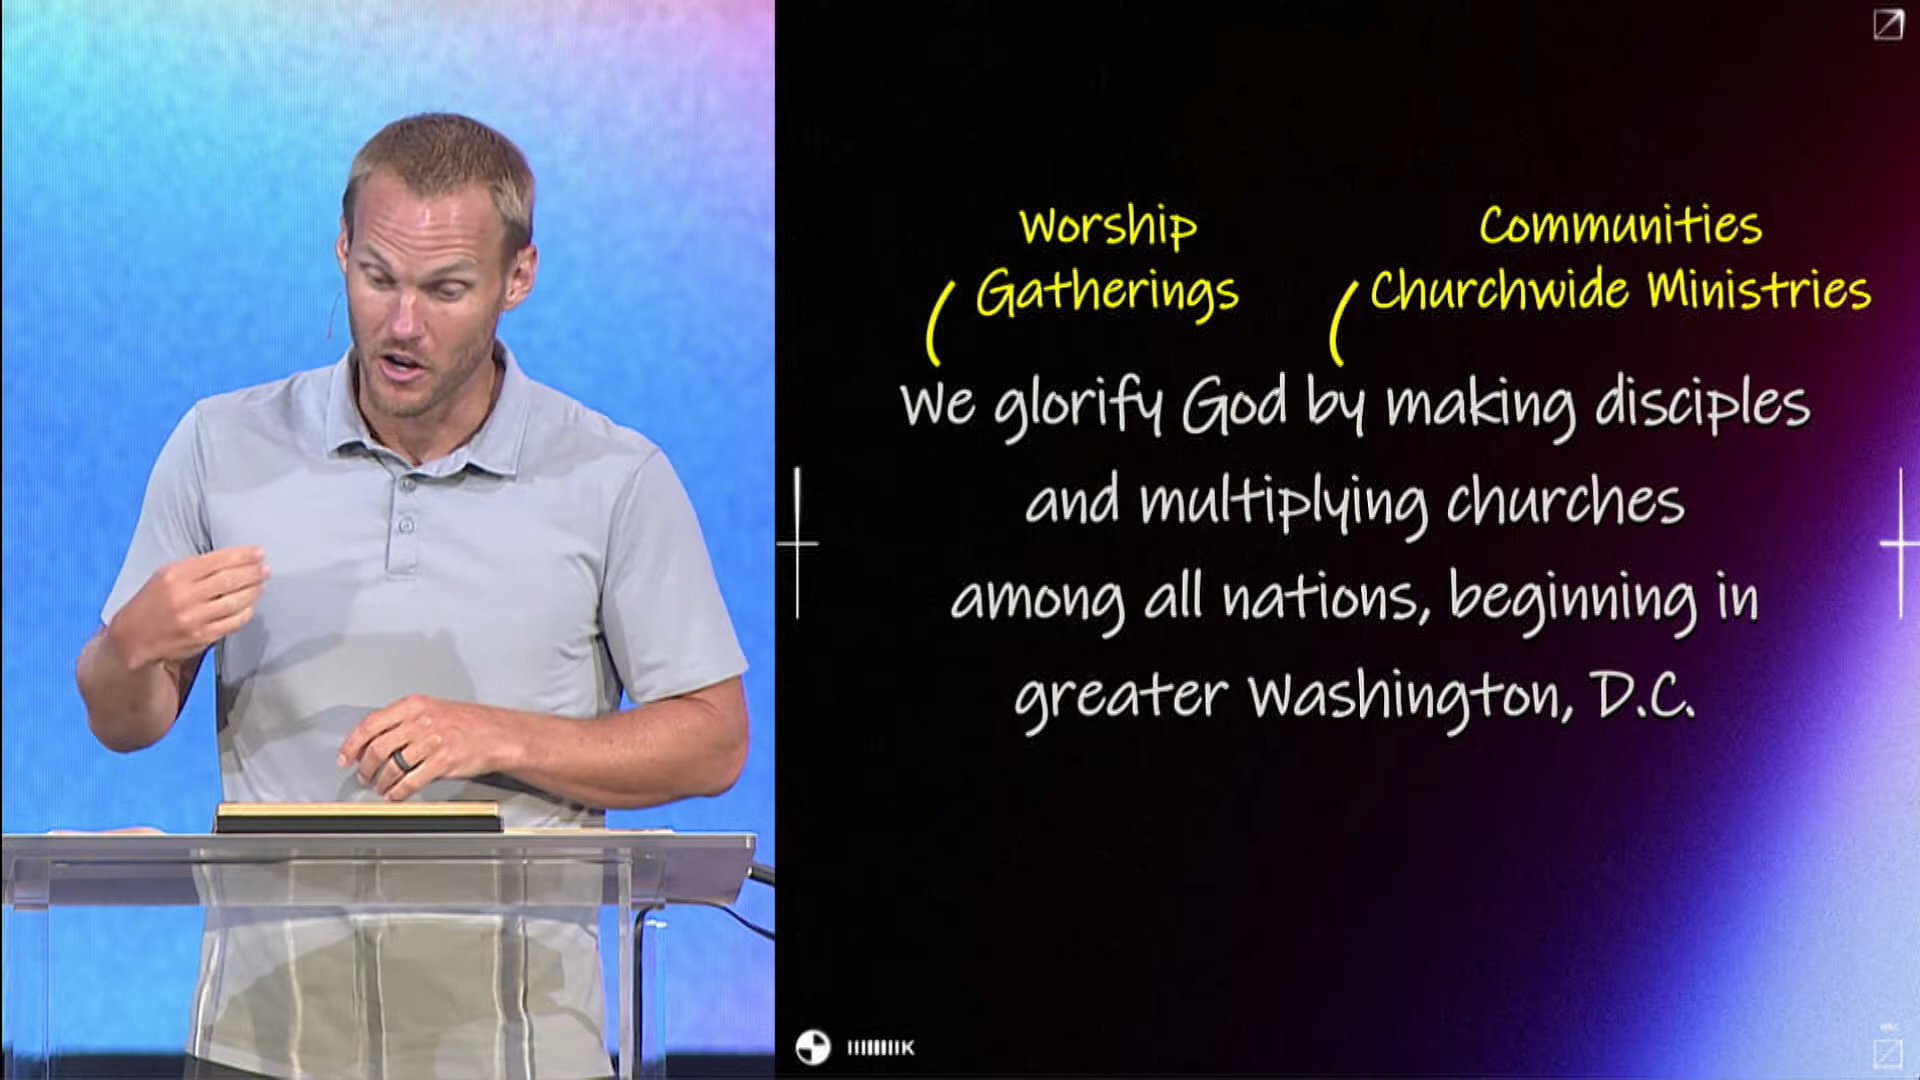 Worship
Gatherings
Communities
Churchwide Ministries
We glorify God by making disciples
and multiplying churches
among all nations, beginning in
greater Washington, D.C.